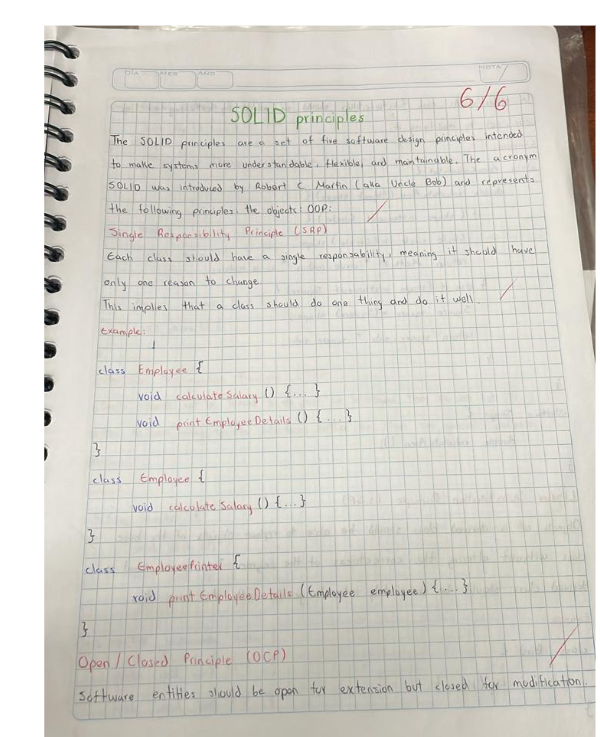 DIA MES AÑO
NOTA
6/6
SOLID principles
The SOLID principles are a set of five software design principles intended
to make systems more understandable, flexible, and maintainable. The acronym
SOLID was introduced by Robert C Martin (aka Uncle Bob) and represents
the following principles: the objects: OOP:
Single Responsibility Principle (SRP)
Each class should have a single responsability, meaning it should have
only one reason to change
This implies that a class should do one thing and do it well.
Example:
class Employee {
void calculateSalary () {...}
void printEmployeeDetails () {...}
}
class Employee {
void calculateSalary () {...}
}
class EmployeePrinter {
void printEmployeeDetails (Employee employee) {...}
}
Open / Closed Principle (OCP)
Software entities should be open for extension but closed for modification.